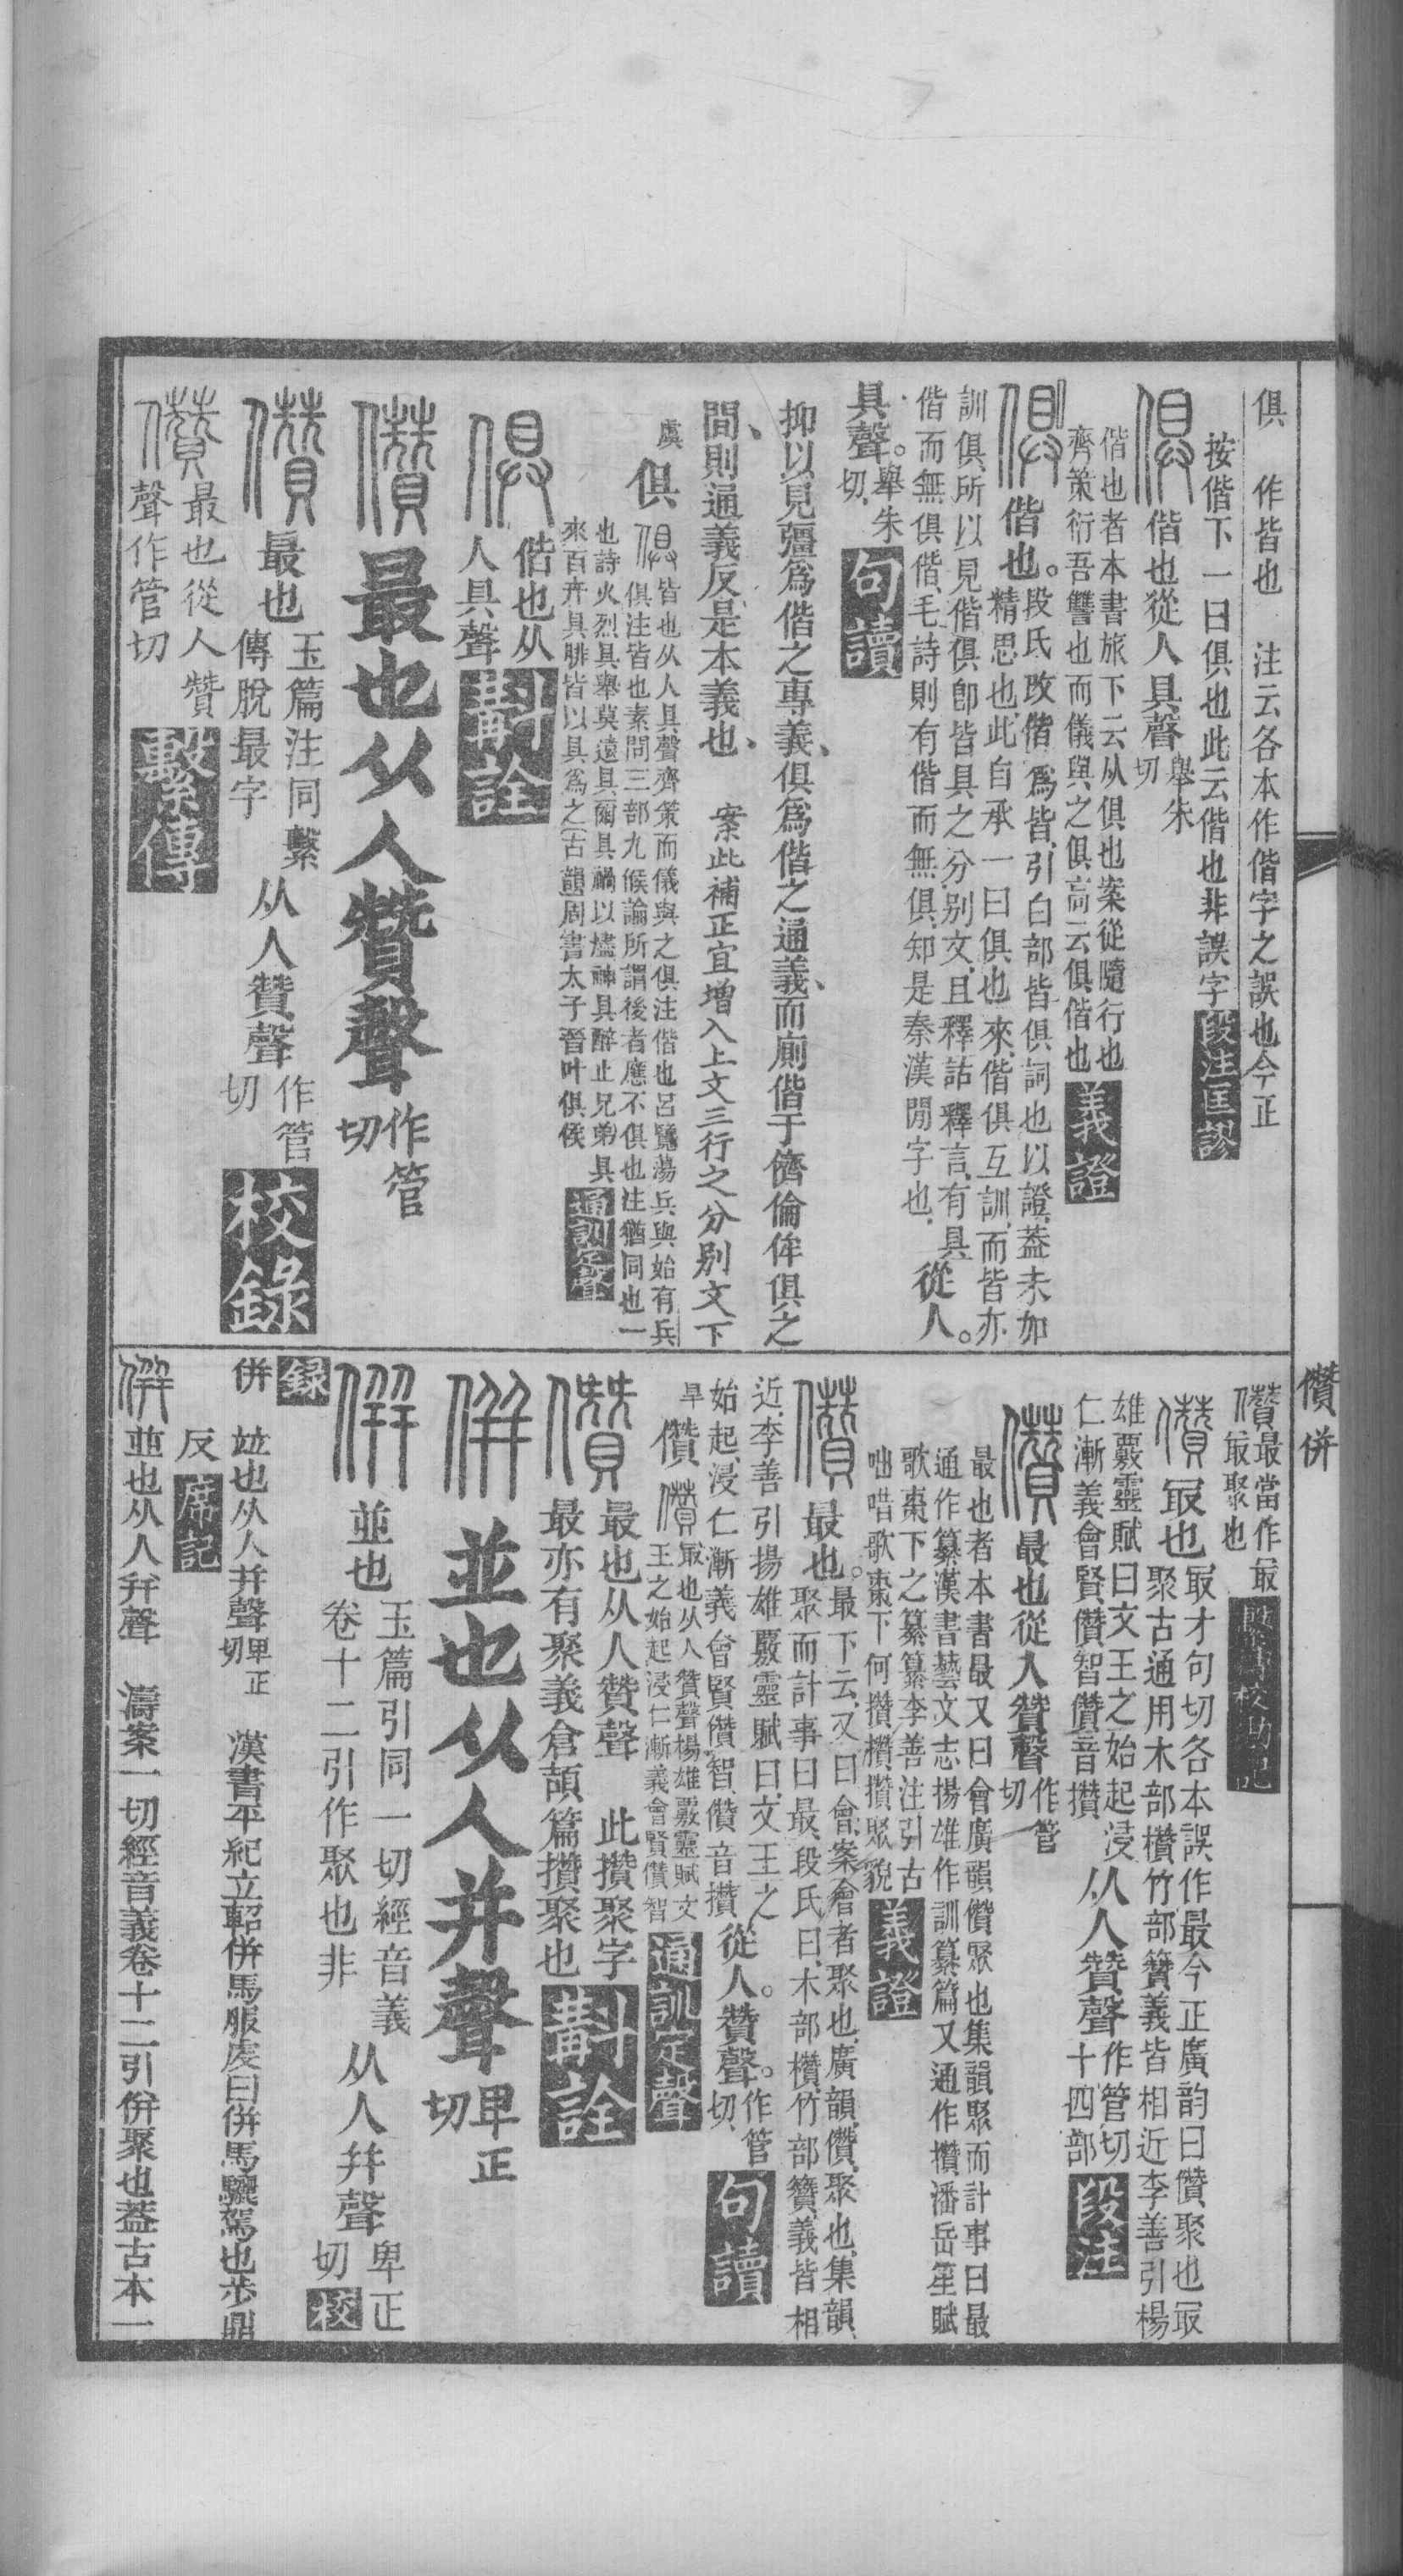 俱　作皆也　注云各本作偕字之誤也今正
按偕下一曰俱也此云偕也非誤字段注匡謬
偕也從人具聲舉朱切
偕也者本書旅下云从俱也案從隨行也
齊策衍吾讐也而儀與之俱高云俱偕也義證
偕也。段氏改偕爲皆引白部皆俱詞也以證葢未加
精思也此自承一曰俱也來偕俱互訓而皆亦
訓俱所以見偕俱卽皆具之分別文且釋詁釋言有具
偕而無俱偕毛詩則有偕而無俱知是秦漢閒字也從人。
具聲。舉朱切句讀
抑以見彊爲偕之專義俱爲偕之通義而廁偕于儕倫侔俱之
間則通義反是本義也　案此補正宜增入上文三行之分別文下
虞
俱
皆也从人具聲齊策而儀與之俱注偕也呂覽蕩兵與始有兵
俱注皆也素問三部九候論所謂後者應不俱也注猶同也一
也詩火烈具舉莫遠具爾具禍以燼神具醉止兄弟具
來百卉具腓皆以具爲之古韻周書太子晉叶俱侯通訓定聲
偕也从
人具聲斠詮
儹最也从人贊聲作管切
最也玉篇注同繫傳脫最字从人贊聲作管切校錄
最也從人贊聲作管切繫傳
儹併
儹最當作冣
冣聚也
冣也冣才句切各本誤作最今正廣韵曰儹聚也冣
聚古通用木部欑竹部籫義皆相近李善引楊
雄覈靈賦曰文王之始起浸
仁漸義會賢儹智儹音攢从人贊聲作管切十四部段注
最也從人贊聲作管切
最也者本書最又曰會廣韻儹聚也集韻聚而計事曰最
通作纂漢書藝文志揚雄作訓纂篇又通作攢潘岳笙賦
歌棗下之纂纂李善注引古
咄唶歌棗下何攢攢攢聚貌義證
最也。最下云又曰會案會者聚也廣韻儹聚也集韻
聚而計事曰最段氏曰木部欑竹部籫義皆相
近李善引揚雄覈靈賦曰文王之
始起浸仁漸義會賢儹智儹音攢從人。贊聲。作管切句讀
旱
儹
冣也从人贊聲楊雄覈靈賦文
王之始起浸仁漸義會賢儹智通訓定聲
最也从人贊聲　此攢聚字
最亦有聚義倉頡篇攢聚也斠詮
併並也从人并聲卑正切
並也玉篇引同一切經音義
卷十二引作聚也非从人幷聲卑正切校
錄
併　竝也从人并聲卑正切　漢書平紀立軺併馬服虔曰併馬驪駕也步鼎
反席記
並也从人幷聲　濤案一切經音義卷十二引併聚也葢古本一